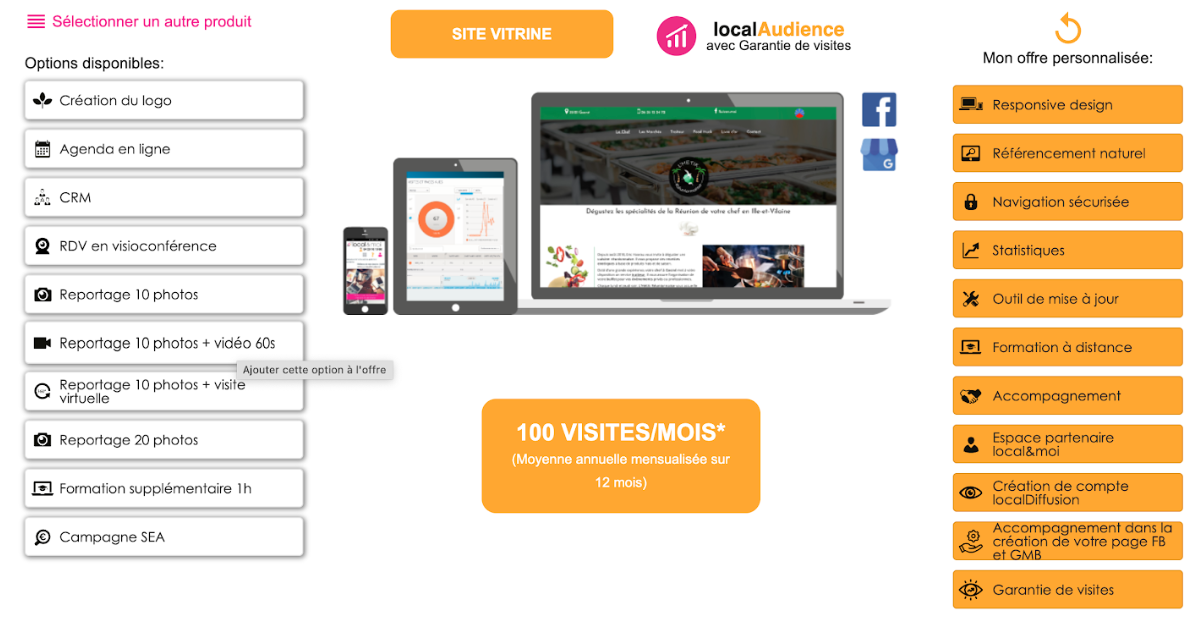 Sélectionner un autre produit
Options disponibles:
Création du logo
Agenda en ligne
CRM
RDV en visioconférence
Reportage 10 photos
Reportage 10 photos + vidéo 60s
Ajouter cette option à l'offre
Reportage 10 photos + visite
virtuelle
Reportage 20 photos
Formation supplémentaire 1h
Campagne SEA
SITE VITRINE
localAudience
avec Garantie de visites
Dégustez les spécialités de la Réunion de votre chef en Ille-et-Vilaine
100 VISITES/MOIS*
(Moyenne annuelle mensualisée sur
12 mois)
Mon offre personnalisée:
Responsive design
Référencement naturel
Navigation sécurisée
Statistiques
Outil de mise à jour
Formation à distance
Accompagnement
Espace partenaire
local&moi
Création de compte
localDiffusion
Accompagnement dans la
création de votre page FB
et GMB
Garantie de visites